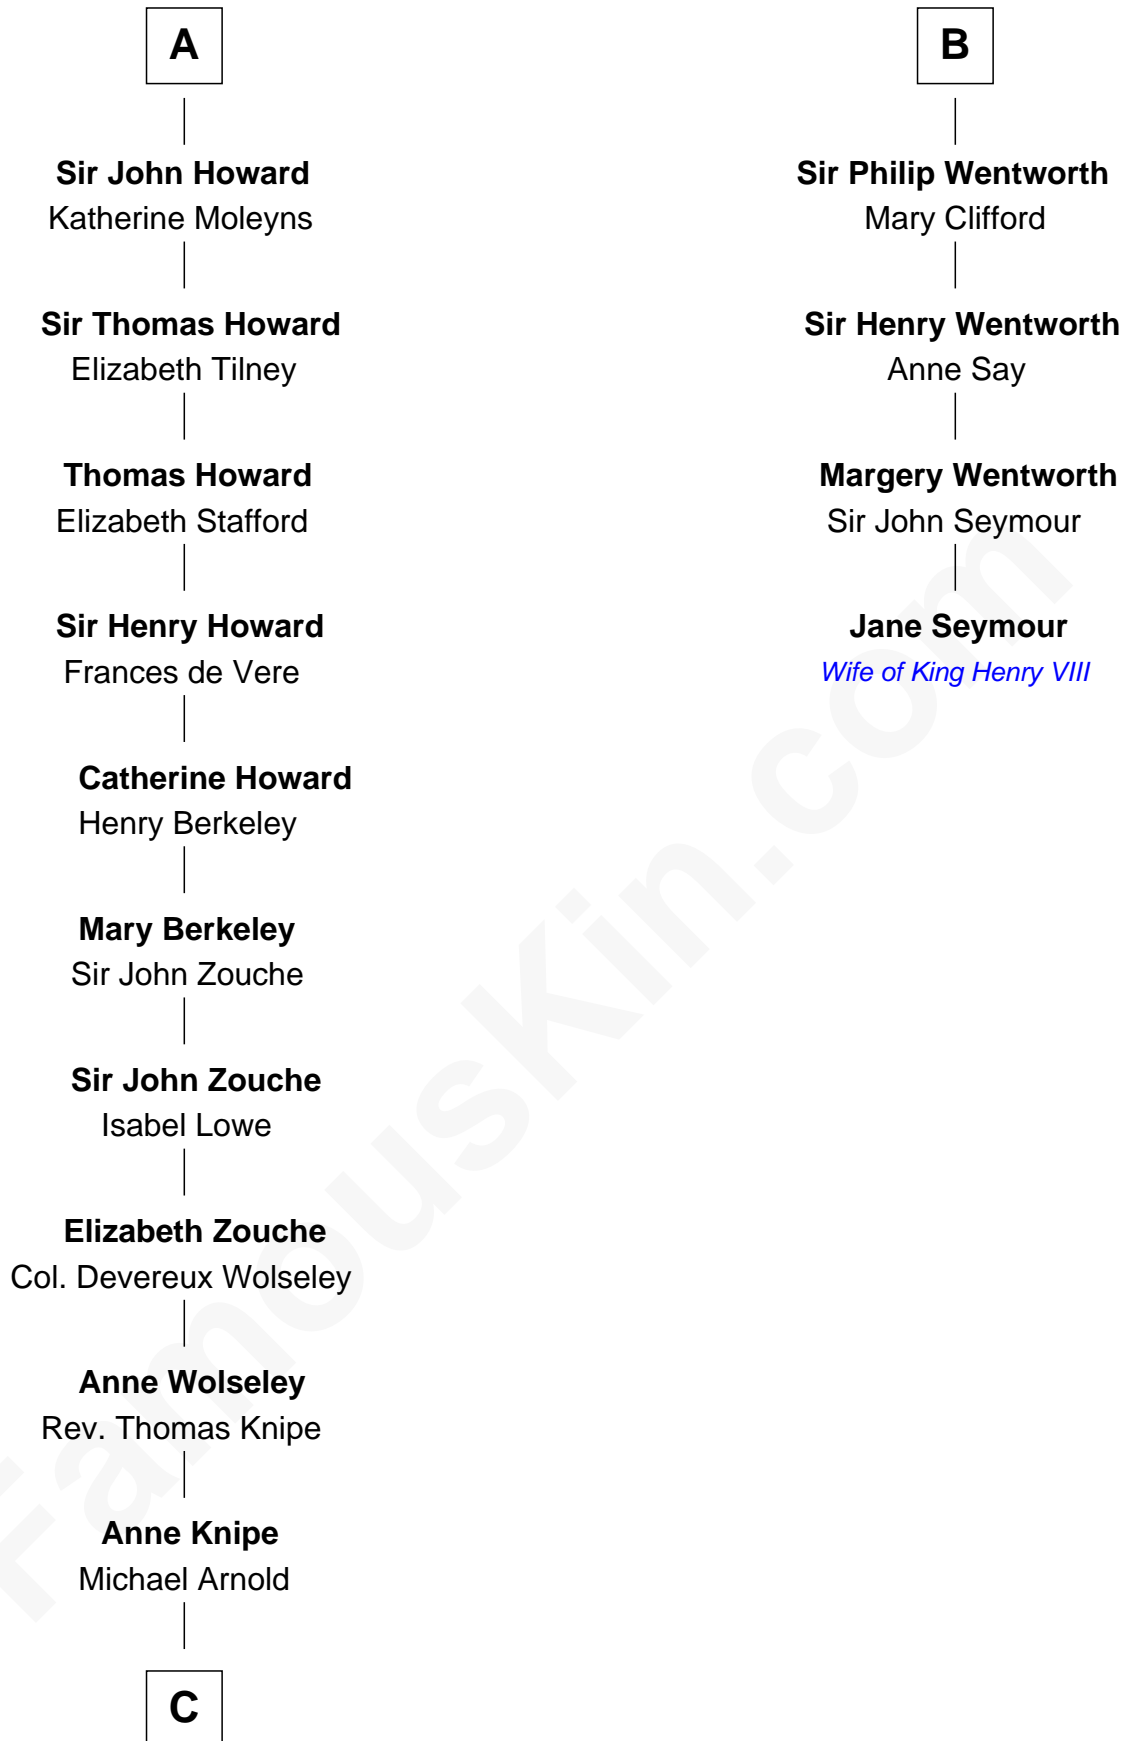 A
Sir John Howard
Katherine Moleyns
Sir Thomas Howard
Elizabeth Tilney
Thomas Howard
Elizabeth Stafford
Sir Henry Howard
Frances de Vere
Catherine Howard
Henry Berkeley
Mary Berkeley
Sir John Zouche
Sir John Zouche
Isabel Lowe
Elizabeth Zouche
Col. Devereux Wolseley
Anne Wolseley
Rev. Thomas Knipe
Anne Knipe
Michael Arnold
C
B
Sir Philip Wentworth
Mary Clifford
Sir Henry Wentworth
Anne Say
Margery Wentworth
Sir John Seymour
Jane Seymour
Wife of King Henry VIII
FamousKin.com